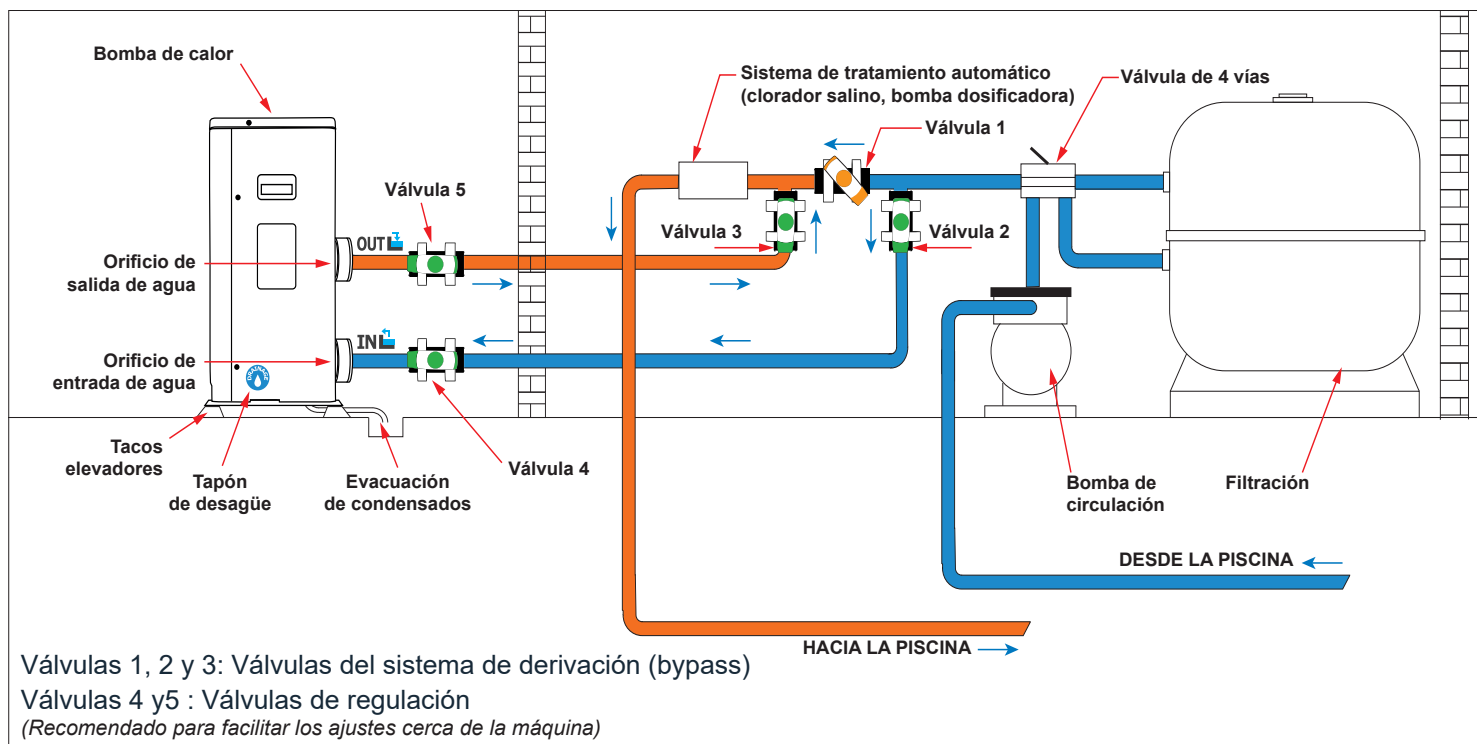 Bomba de calor
Sistema de tratamiento automático
(clorador salino, bomba dosificadora)
Válvula de 4 vías
Válvula 1
Válvula 5
Válvula 3
Válvula 2
OUT
Orificio de
salida de agua
IN
Orificio de
entrada de agua
Tacos
elevadores
Tapón
de desagüe
Evacuación
de condensados
Válvula 4
Bomba de
circulación
Filtración
DESDE LA PISCINA
HACIA LA PISCINA
Válvulas 1, 2 y 3: Válvulas del sistema de derivación (bypass)
Válvulas 4 y5 : Válvulas de regulación
(Recomendado para facilitar los ajustes cerca de la máquina)